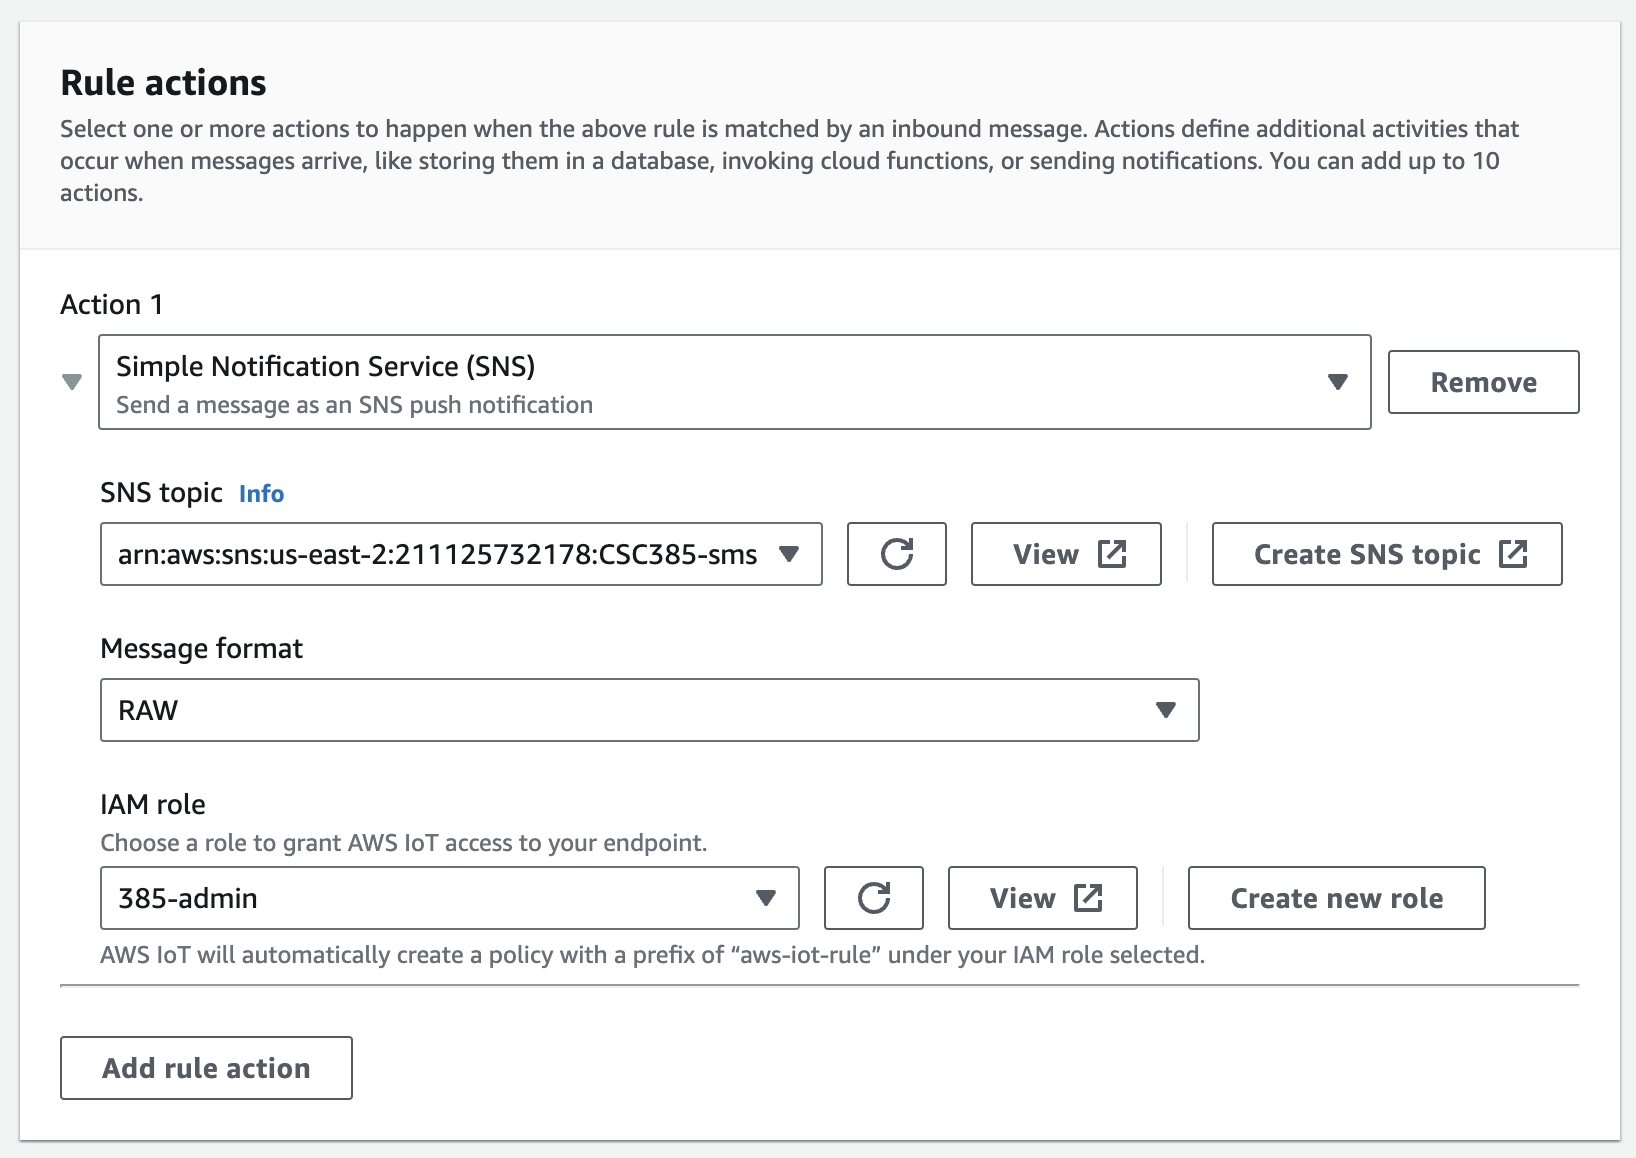 Rule actions
Select one or more actions to happen when the above rule is matched by an inbound message. Actions define additional activities that
occur when messages arrive, like storing them in a database, invoking cloud functions, or sending notifications. You can add up to 10
actions.
Action 1
Simple Notification Service (SNS)
Send a message as an SNS push notification
Remove
SNS topic Info
arn:aws:sns:us-east-2:211125732178:CSC385-sms
View
Create SNS topic
Message format
RAW
IAM role
Choose a role to grant AWS IoT access to your endpoint.
385-admin
View
Create new role
AWS IoT will automatically create a policy with a prefix of “aws-iot-rule” under your IAM role selected.
Add rule action